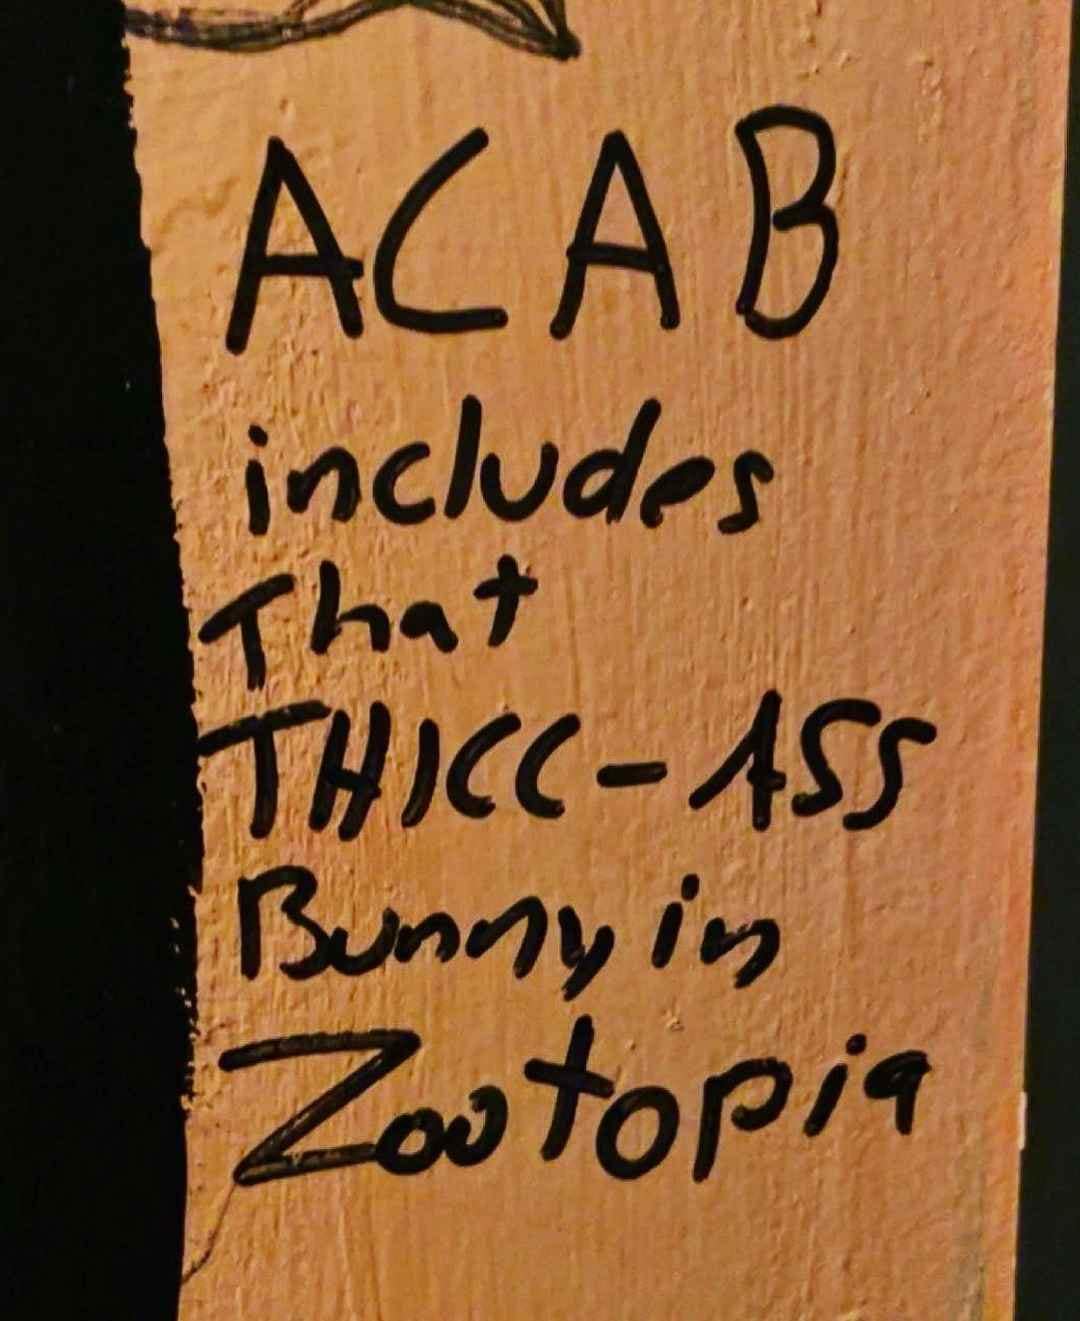 ACAB
includes
That
THICC-ASS
Bunny in
Zootopia